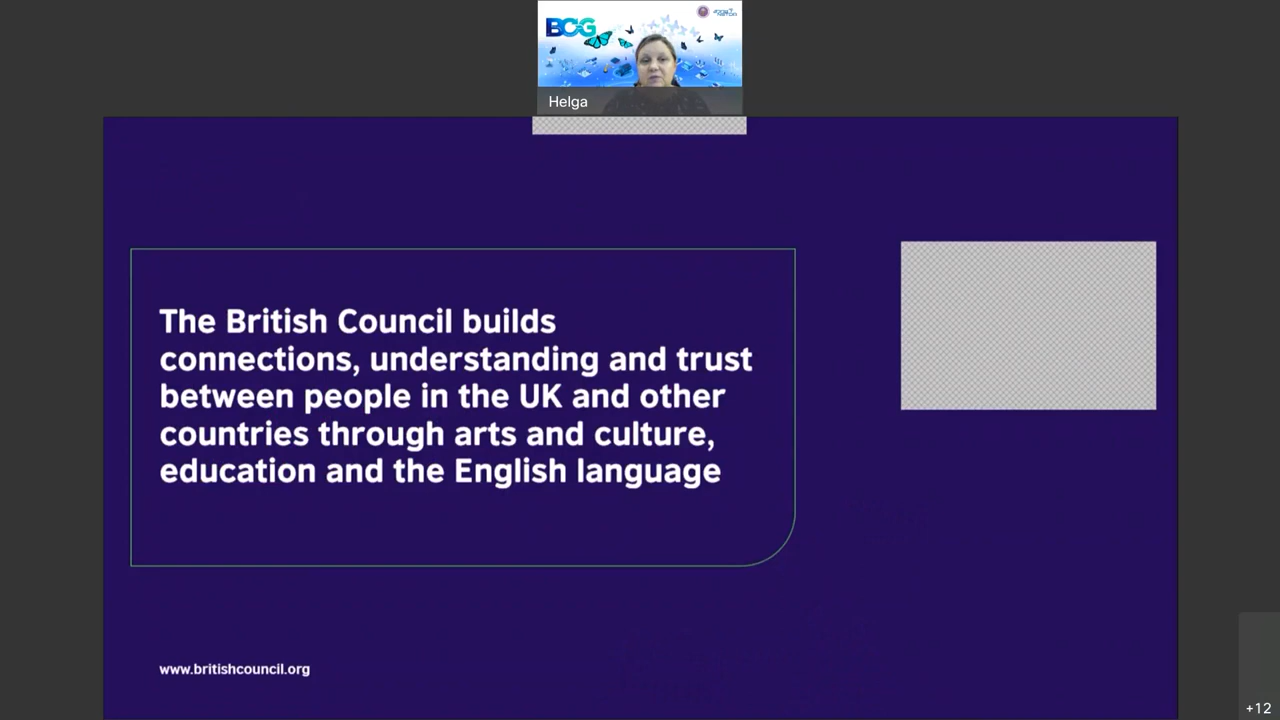 BCG
Helga
The British Council builds
connections, understanding and trust
between people in the UK and other
countries through arts and culture,
education and the English language
www.britishcouncil.org
+12